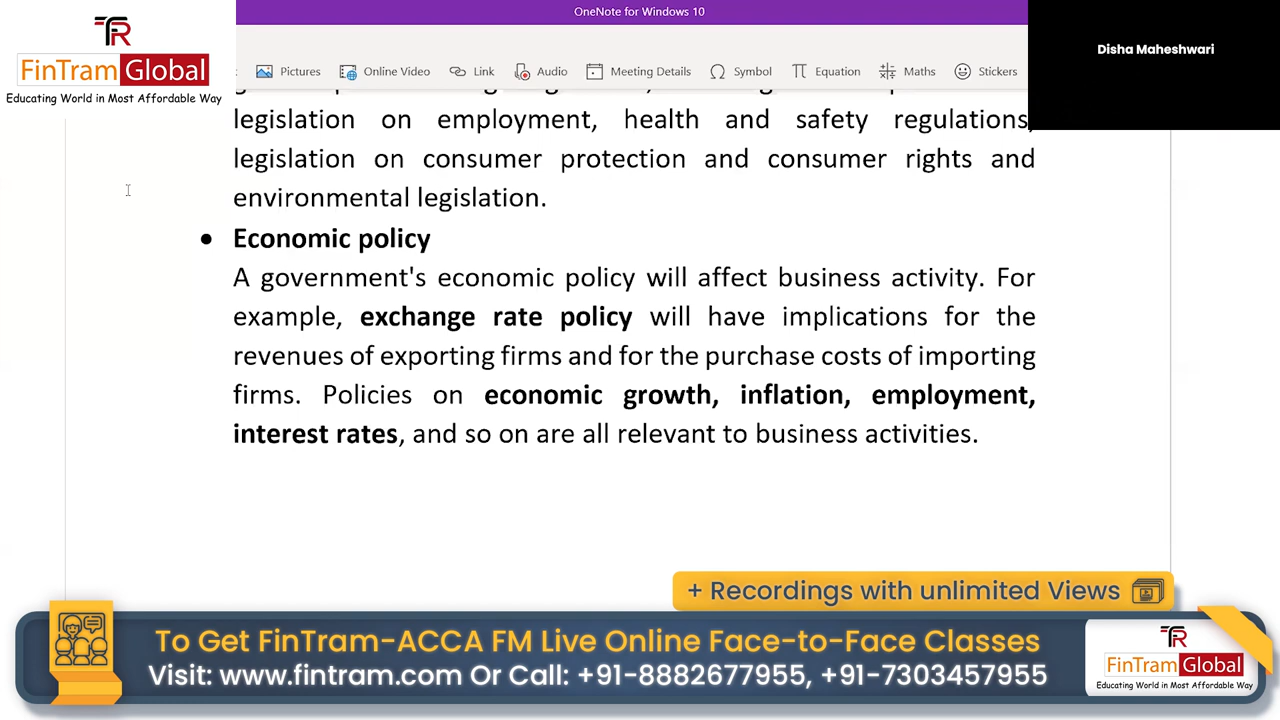 OneNote for Windows 10
Disha Maheshwari
TR
FinTram Global
Educating World in Most Affordable Way
Pictures Online Video Link Audio Meeting Details Symbol Equation Maths Stickers
legislation on employment, health and safety regulations,
legislation on consumer protection and consumer rights and
environmental legislation.
• Economic policy
A government's economic policy will affect business activity. For
example, exchange rate policy will have implications for the
revenues of exporting firms and for the purchase costs of importing
firms. Policies on economic growth, inflation, employment,
interest rates, and so on are all relevant to business activities.
+ Recordings with unlimited Views
To Get FinTram-ACCA FM Live Online Face-to-Face Classes
Visit: www.fintram.com Or Call: +91-8882677955, +91-7303457955
TR
FinTram Global
Educating World in Most Affordable Way